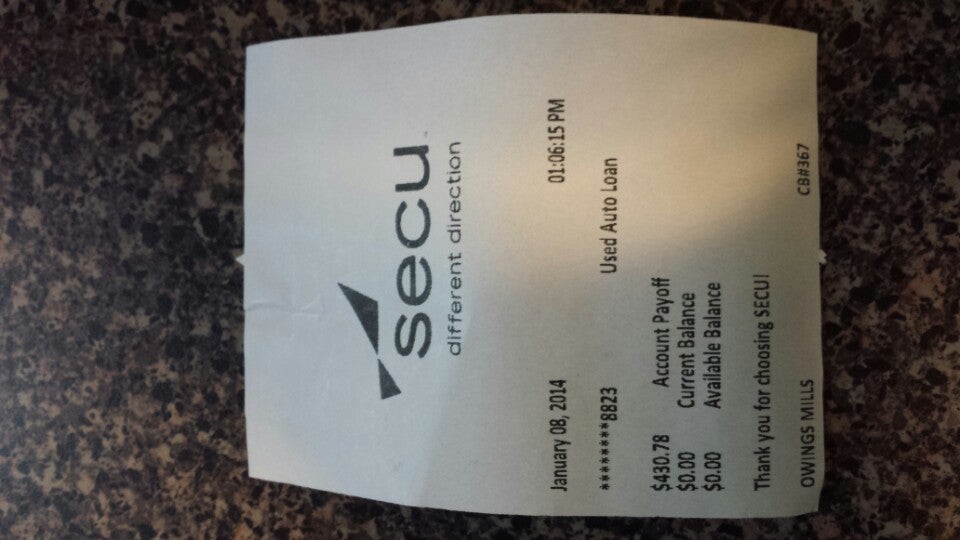 secu
different direction
January 08, 2014 01:06:15 PM
********8823 Used Auto Loan
$430.78 Account Payoff
$0.00 Current Balance
$0.00 Available Balance
Thank you for choosing SECU!
OWINGS MILLS CB#367